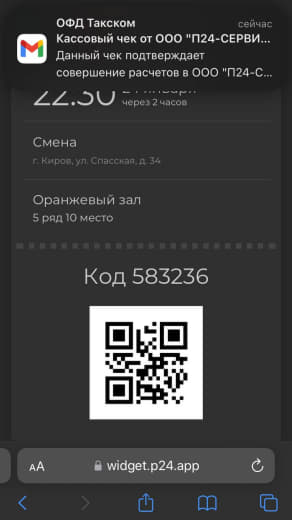 ОФД Такском
сейчас
Кассовый чек от ООО "П24-СЕРВИ...
Данный чек подтверждает
совершение расчетов в ООО "П24-С...
22:30
24 января
через 2 часов
Смена
г. Киров, ул. Спасская, д. 34
Оранжевый зал
5 ряд 10 место
Код 583236
АА
widget.p24.app